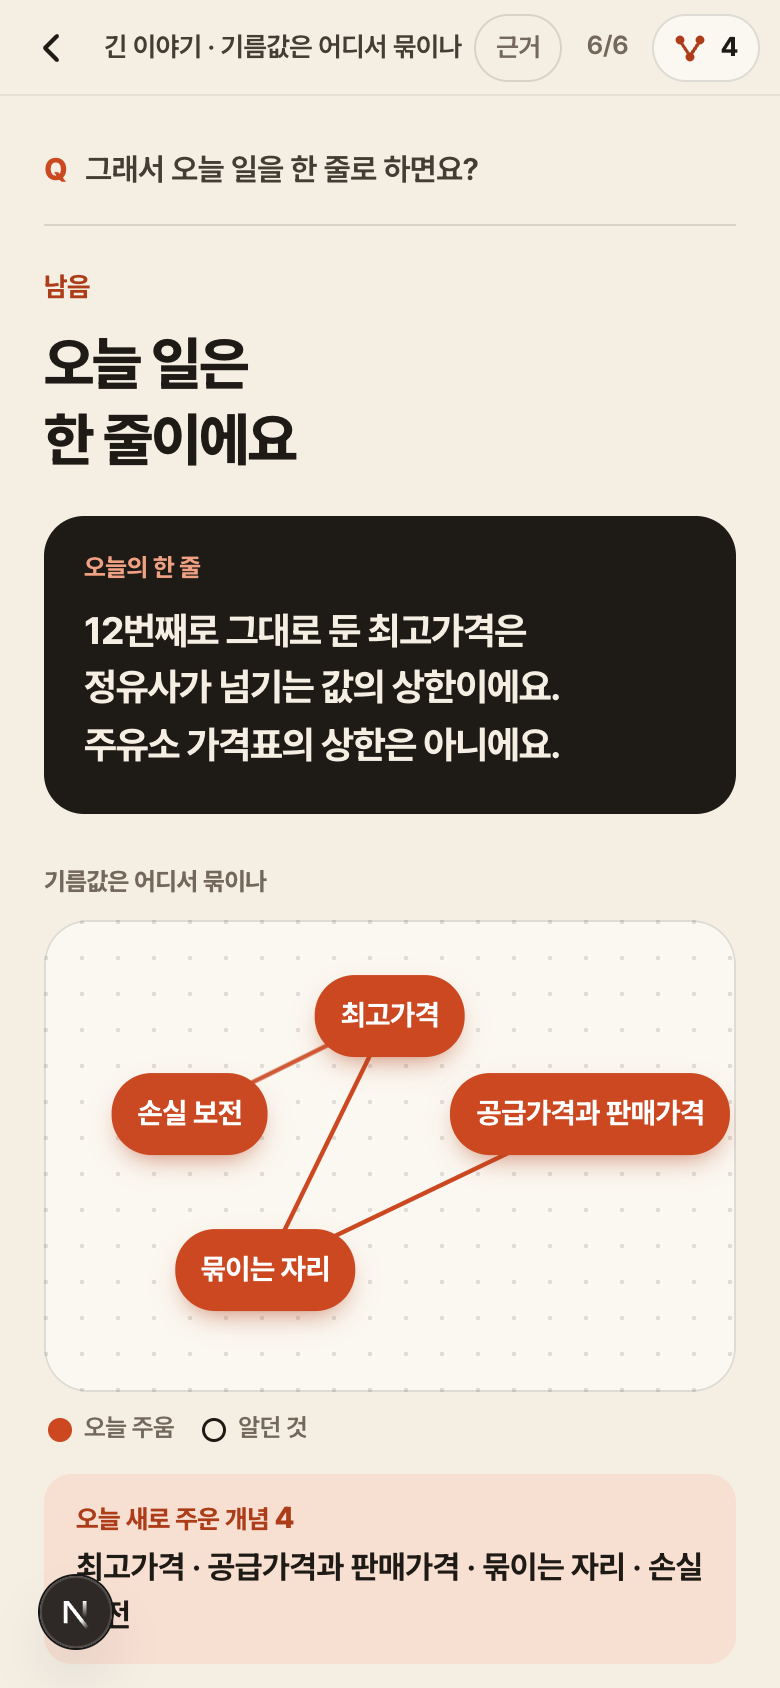 긴 이야기 · 기름값은 어디서 묶이나 근거 6/6 4
Q 그래서 오늘 일을 한 줄로 하면요?
남음
오늘 일은
한 줄이에요
오늘의 한 줄
12번째로 그대로 둔 최고가격은
정유사가 넘기는 값의 상한이에요.
주유소 가격표의 상한은 아니에요.
기름값은 어디서 묶이나
최고가격
손실 보전
공급가격과 판매가격
묶이는 자리
오늘 주움 알던 것
오늘 새로 주운 개념 4
최고가격 · 공급가격과 판매가격 · 묶이는 자리 · 손실
N 전